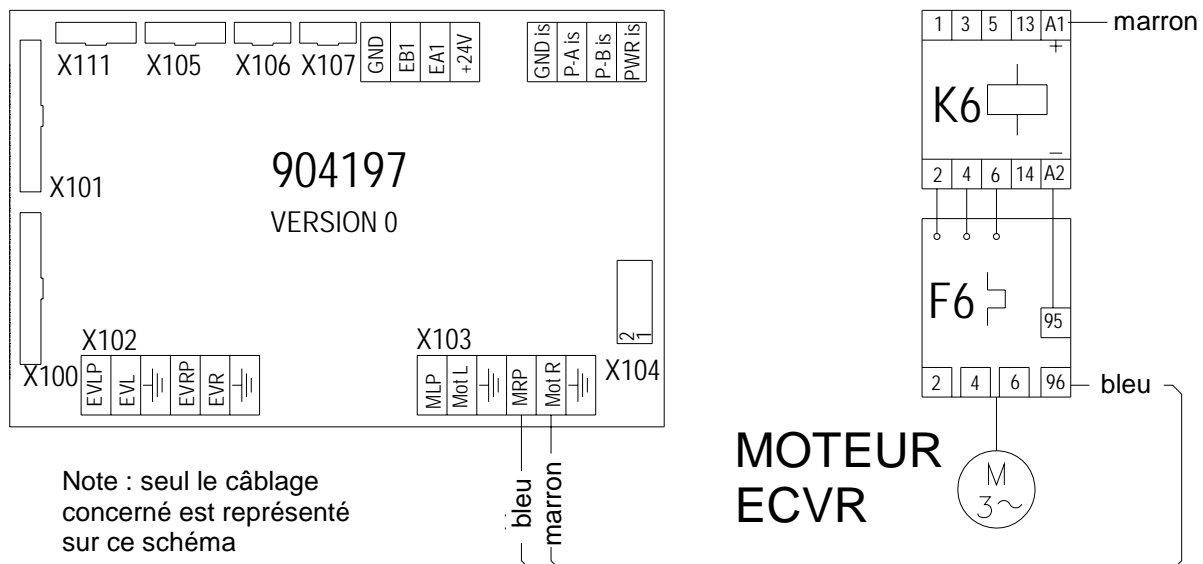 X111
X105
X106
X107
GND
EB1
EA1
+24V
GND is
P-A is
P-B is
PWR is
X101
904197
VERSION 0
X100
X102
EVLP
EVL
EVRP
EVR
X103
MLP
Mot L
MRP
Mot R
2
1
X104
bleu
marron
Note : seul le câblage
concerné est représenté
sur ce schéma
1 3 5 13 A1
marron
+
K6
–
2 4 6 14 A2
F6
95
2 4 6 96
bleu
MOTEUR
ECVR
M
3~